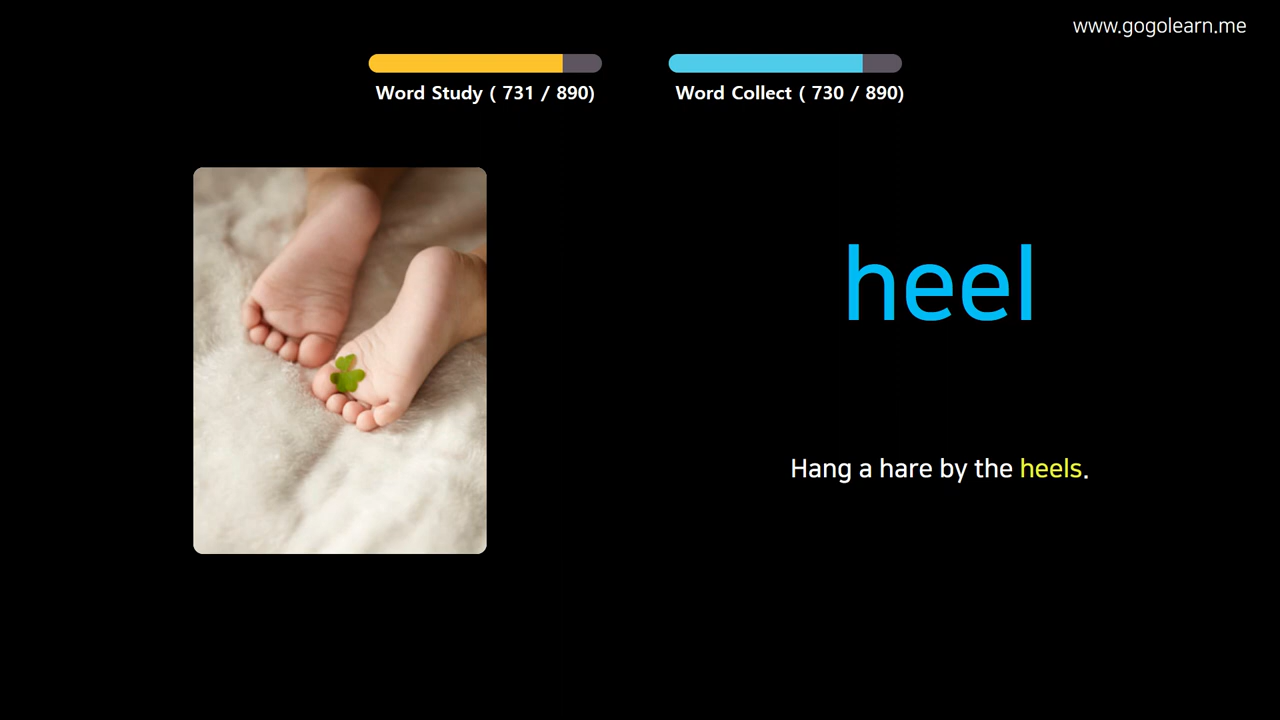 www.gogolearn.me
Word Study ( 731 / 890)
Word Collect ( 730 / 890)
heel
Hang a hare by the heels.